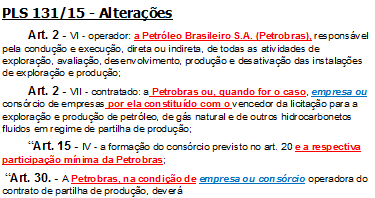 PLS 131/15 - Alterações
Art. 2 - VI - operador: a Petróleo Brasileiro S.A. (Petrobras), responsável
pela condução e execução, direta ou indireta, de todas as atividades de
exploração, avaliação, desenvolvimento, produção e desativação das instalações
de exploração e produção;
Art. 2 - VII - contratado: a Petrobras ou, quando for o caso, empresa ou
consórcio de empresas por ela constituído com o vencedor da licitação para a
exploração e produção de petróleo, de gás natural e de outros hidrocarbonetos
fluidos em regime de partilha de produção;
“Art. 15 - IV - a formação do consórcio previsto no art. 20 e a respectiva
participação mínima da Petrobras;
“Art. 30. - A Petrobras, na condição de empresa ou consórcio operadora do
contrato de partilha de produção, deverá